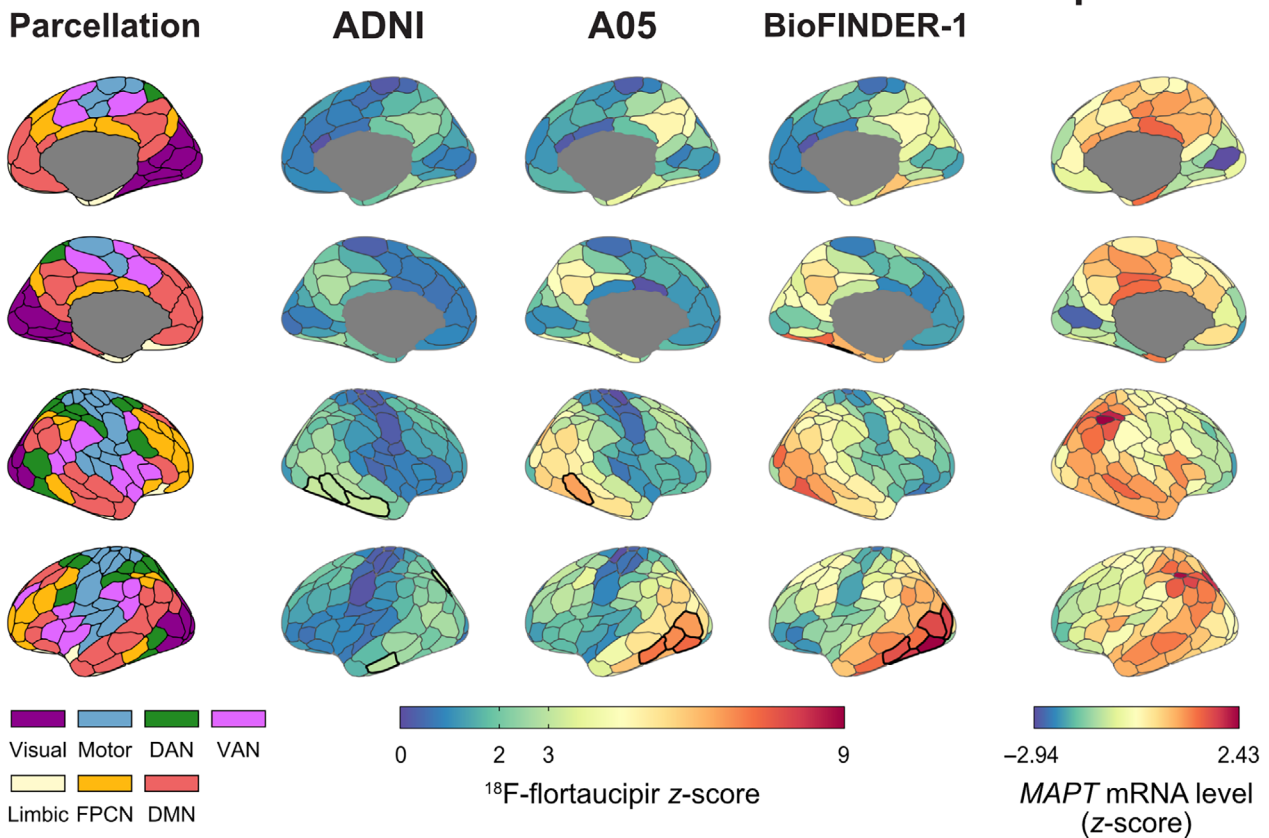 Parcellation ADNI A05 BioFINDER-1
Visual Motor DAN VAN
Limbic FPCN DMN
0 2 3 9
¹⁸F-flortaucipir z-score
−2.94 2.43
MAPT mRNA level
(z-score)